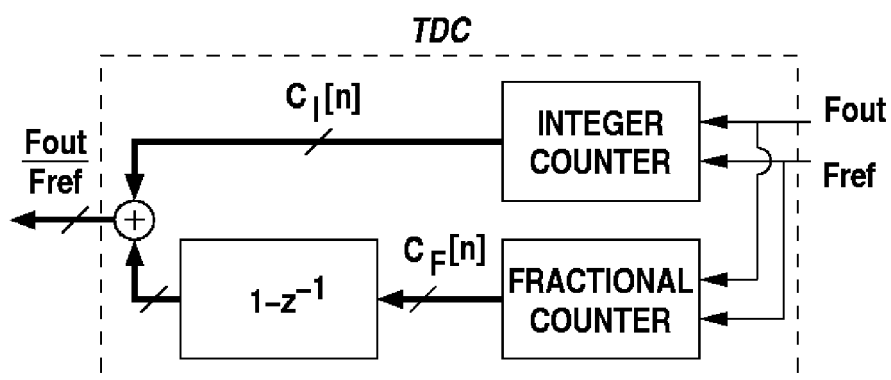 TDC
C_I[n]
INTEGER
COUNTER
Fout
Fref
Fout
Fref
+
C_F[n]
1−z^−1
FRACTIONAL
COUNTER